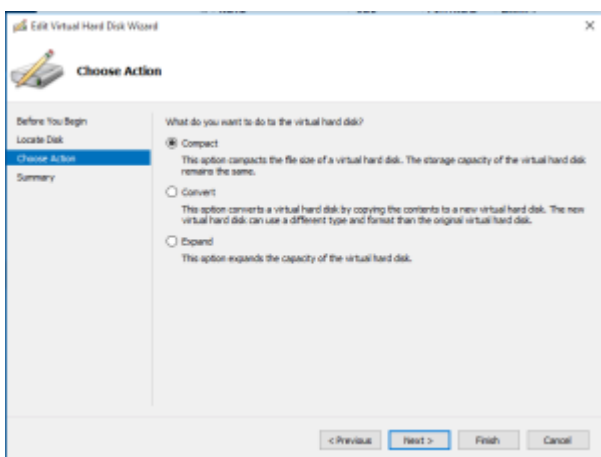 Edit Virtual Hard Disk Wizard
Choose Action
Before You Begin
Locate Disk
Choose Action
Summary
What do you want to do to the virtual hard disk?
Compact
This option compacts the file size of a virtual hard disk. The storage capacity of the virtual hard disk
remains the same.
Convert
This option converts a virtual hard disk by copying the contents to a new virtual hard disk. The new
virtual hard disk can use a different type and format than the original virtual hard disk.
Expand
This option expands the capacity of the virtual hard disk.
< Previous
Next >
Finish
Cancel